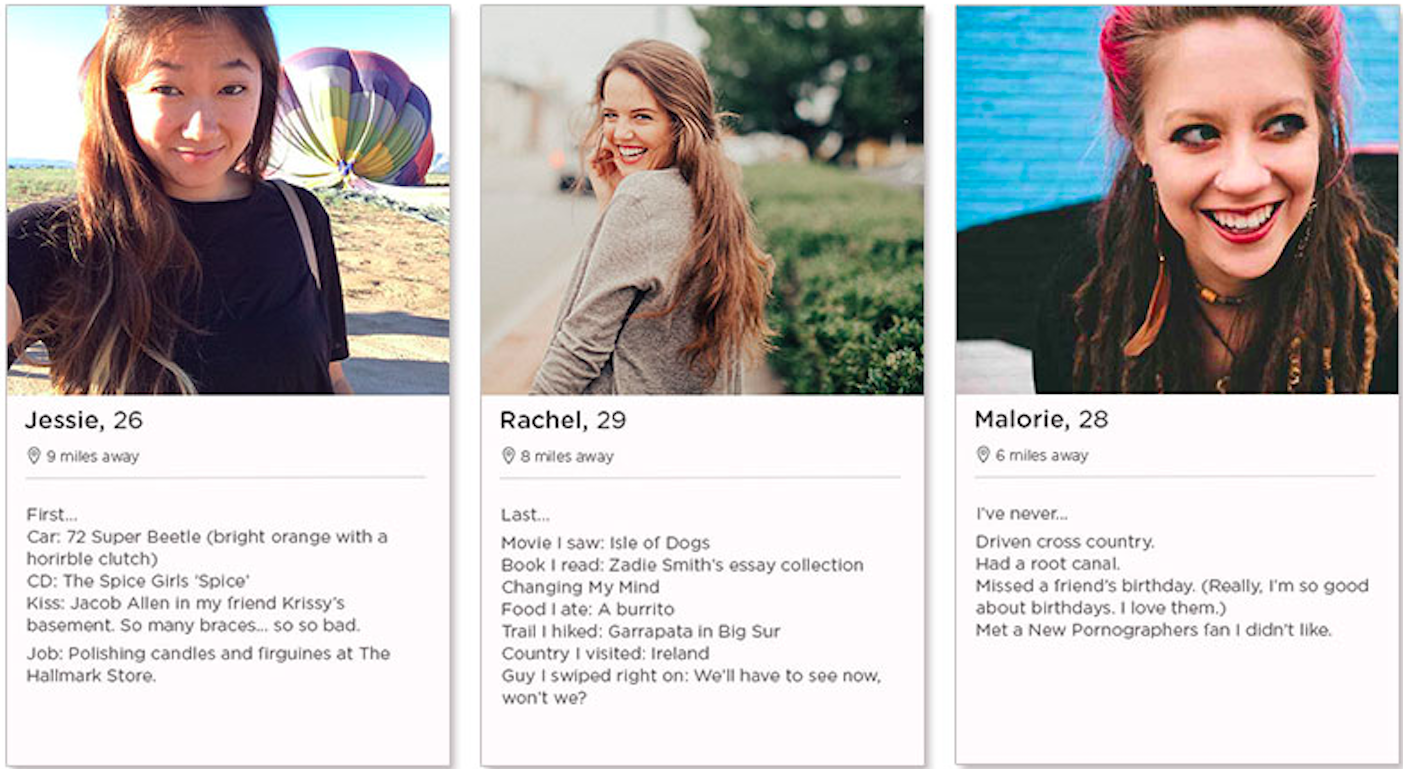 Jessie, 26
9 miles away
First...
Car: 72 Super Beetle (bright orange with a
horirble clutch)
CD: The Spice Girls 'Spice'
Kiss: Jacob Allen in my friend Krissy's
basement. So many braces... so so bad.
Job: Polishing candles and firguines at The
Hallmark Store.
Rachel, 29
8 miles away
Last...
Movie I saw: Isle of Dogs
Book I read: Zadie Smith's essay collection
Changing My Mind
Food I ate: A burrito
Trail I hiked: Garrapata in Big Sur
Country I visited: Ireland
Guy I swiped right on: We'll have to see now,
won't we?
Malorie, 28
6 miles away
I've never...
Driven cross country.
Had a root canal.
Missed a friend's birthday. (Really, I'm so good
about birthdays. I love them.)
Met a New Pornographers fan I didn't like.